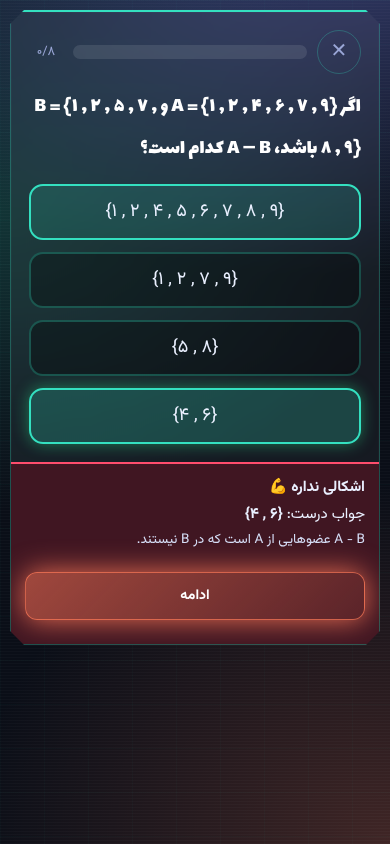 ۰/۸
✕
اگر A = {۱ , ۲ , ۴ , ۶ , ۷ , ۹} و B = {۱ , ۲ , ۵ , ۷ ,
۸ , ۹} باشد، A − B کدام است؟
{۱ , ۲ , ۴ , ۵ , ۶ , ۷ , ۸ , ۹}
{۱ , ۲ , ۷ , ۹}
{۵ , ۸}
{۴ , ۶}
اشکالی نداره 💪
جواب درست: {۴ , ۶}
A - B عضوهایی از A است که در B نیستند.
ادامه